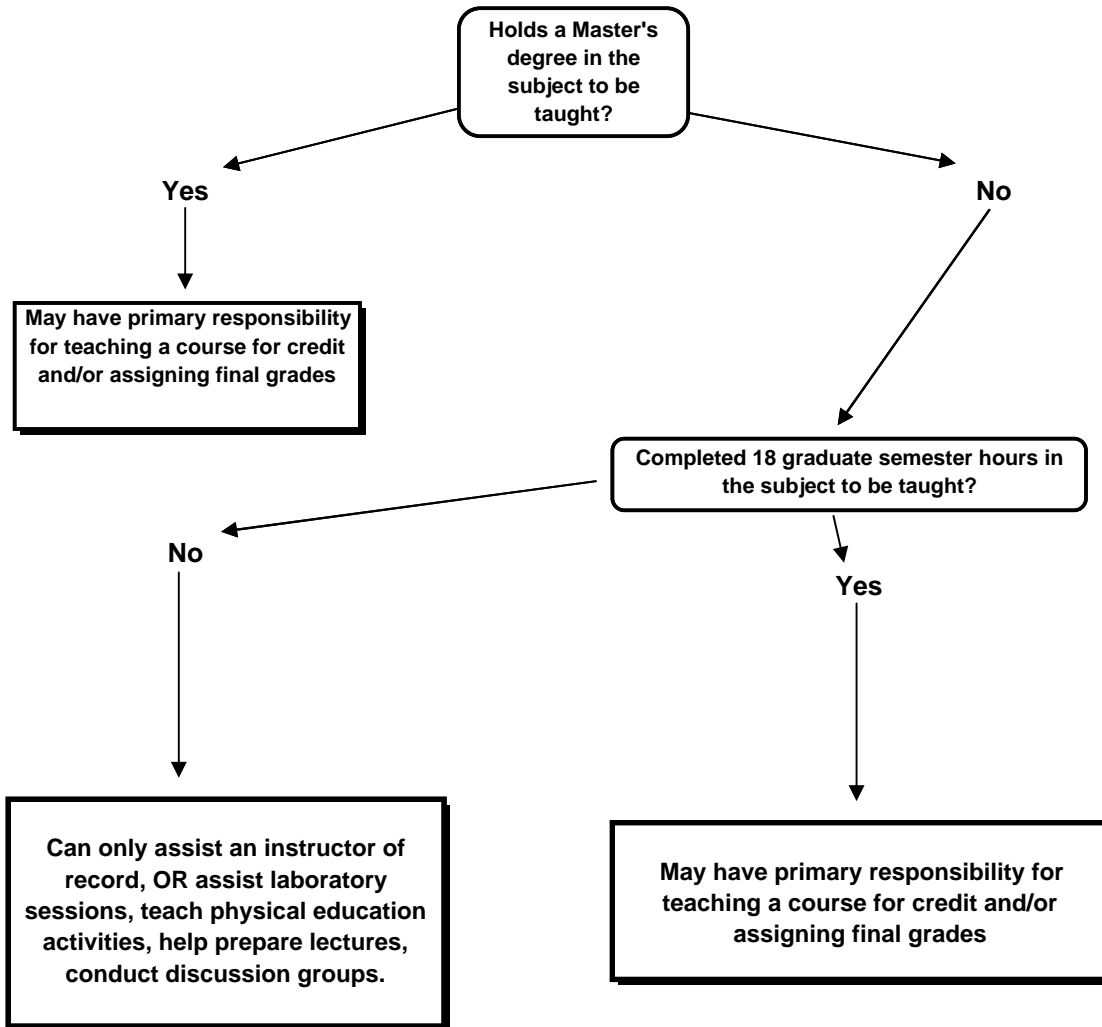 Holds a Master's
degree in the
subject to be
taught?
Yes
No
May have primary responsibility
for teaching a course for credit
and/or assigning final grades
Completed 18 graduate semester hours in
the subject to be taught?
No
Yes
Can only assist an instructor of
record, OR assist laboratory
sessions, teach physical education
activities, help prepare lectures,
conduct discussion groups.
May have primary responsibility for
teaching a course for credit and/or
assigning final grades